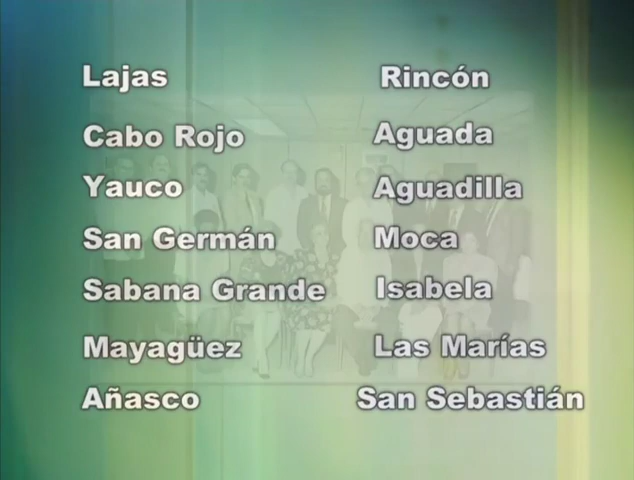 Lajas
Cabo Rojo
Yauco
San Germán
Sabana Grande
Mayagüez
Añasco
Rincón
Aguada
Aguadilla
Moca
Isabela
Las Marías
San Sebastián